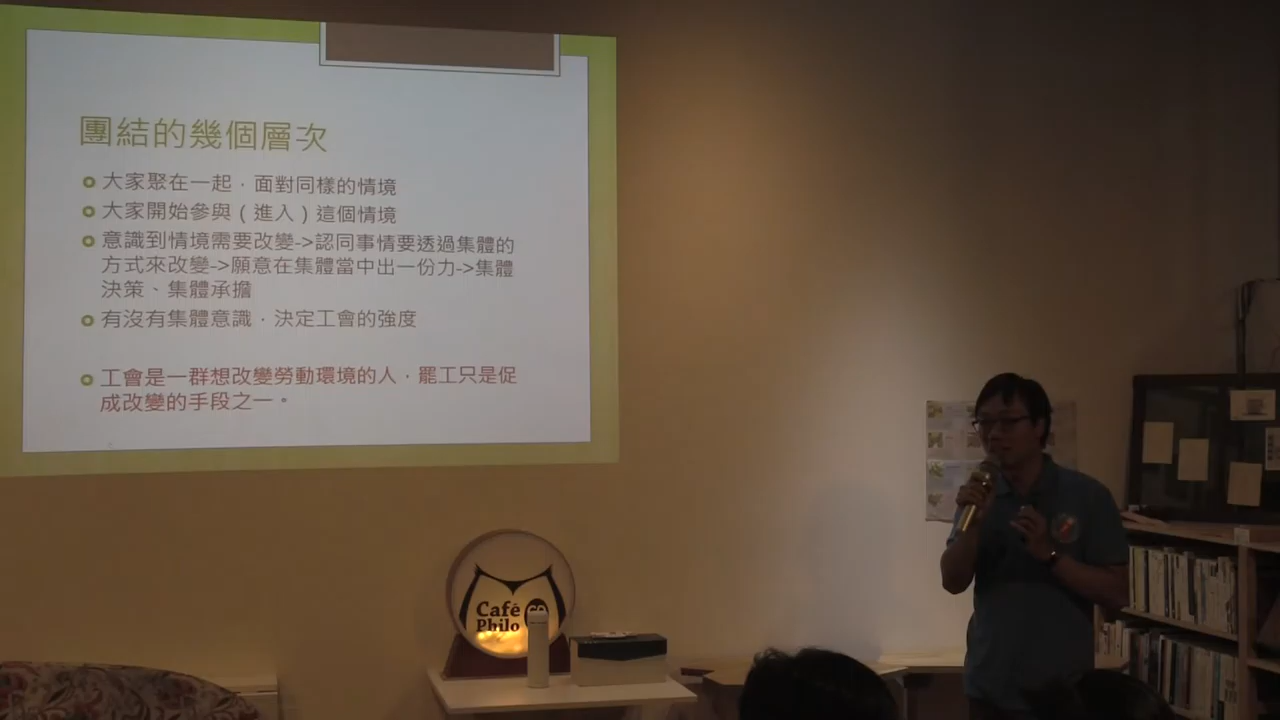 團結的幾個層次
大家聚在一起，面對同樣的情境
大家開始參與（進入）這個情境
意識到情境需要改變->認同事情要透過集體的
方式來改變->願意在集體當中出一份力->集體
決策、集體承擔
有沒有集體意識，決定工會的強度
工會是一群想改變勞動環境的人，罷工只是促
成改變的手段之一。
Café
Philo